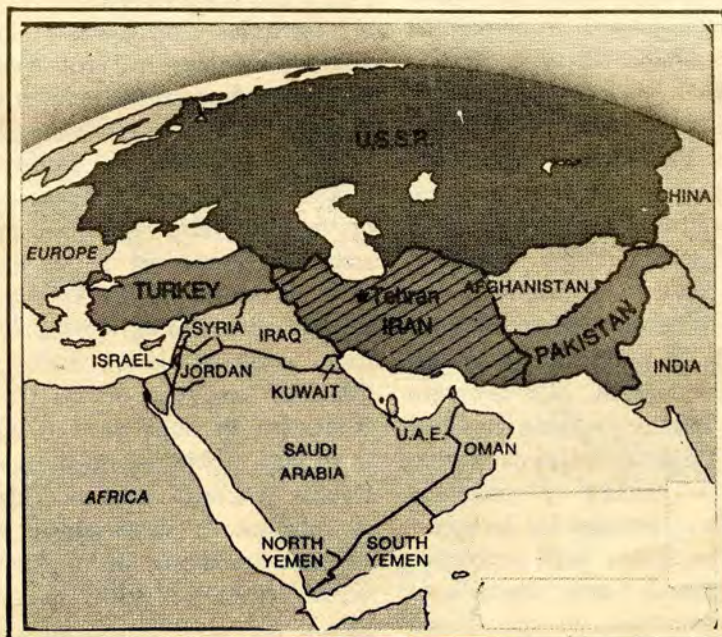 U.S.S.R.
CHINA
EUROPE
TURKEY
Tehran
AFGHANISTAN
SYRIA
IRAQ
IRAN
PAKISTAN
ISRAEL
JORDAN
INDIA
KUWAIT
U.A.E.
OMAN
SAUDI
ARABIA
AFRICA
NORTH
YEMEN
SOUTH
YEMEN